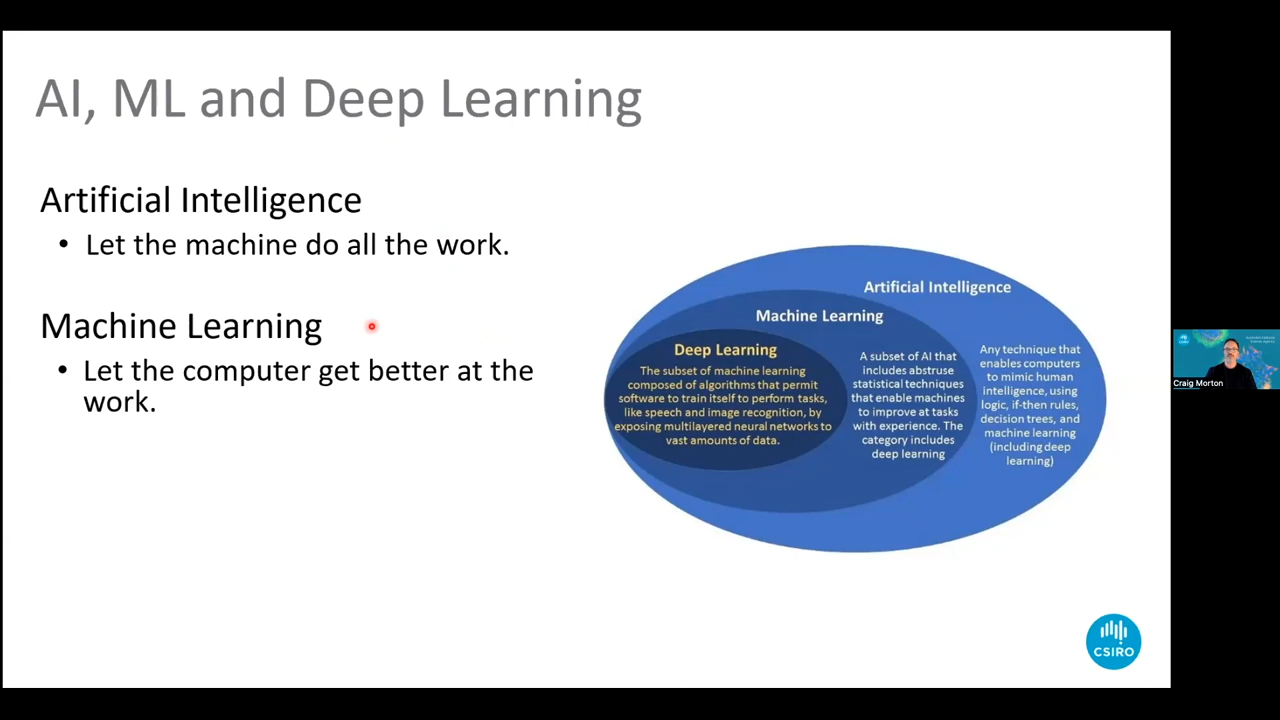 AI, ML and Deep Learning
Artificial Intelligence
• Let the machine do all the work.
Machine Learning
• Let the computer get better at the
work.
Artificial Intelligence
Machine Learning
Deep Learning
The subset of machine learning
composed of algorithms that permit
software to train itself to perform tasks,
like speech and image recognition, by
exposing multilayered neural networks to
vast amounts of data.
A subset of AI that
includes abstruse
statistical techniques
that enable machines
to improve at tasks
with experience. The
category includes
deep learning
Any technique that
enables computers
to mimic human
intelligence, using
logic, if-then rules,
decision trees, and
machine learning
(including deep
learning)
CSIRO
CSIRO
Craig Morton